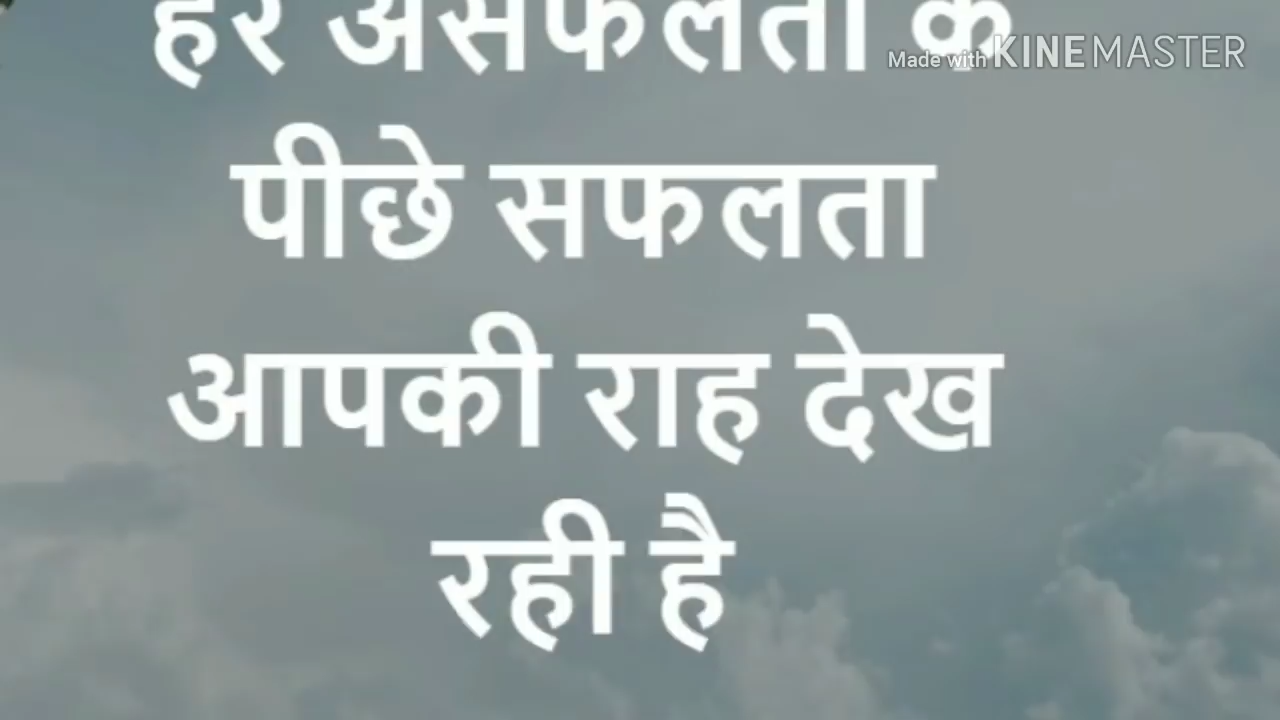 हर असफलता के
Made with KINEMASTER
पीछे सफलता
आपकी राह देख
रही है